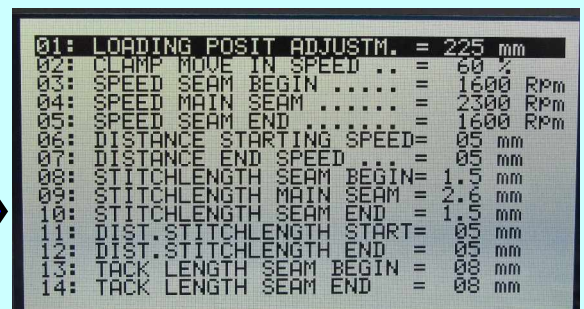 01: LOADING POSIT ADJUSTM. = 225 mm
02: CLAMP MOVE IN SPEED .. = 60 %
03: SPEED SEAM BEGIN ..... = 1600 Rpm
04: SPEED MAIN SEAM ...... = 2300 Rpm
05: SPEED SEAM END ....... = 1600 Rpm
06: DISTANCE STARTING SPEED= 05 mm
07: DISTANCE END SPEED ... = 05 mm
08: STITCHLENGTH SEAM BEGIN= 1.5 mm
09: STITCHLENGTH MAIN SEAM = 2.6 mm
10: STITCHLENGTH SEAM END = 1.5 mm
11: DIST.STITCHLENGTH START= 05 mm
12: DIST.STITCHLENGTH END = 05 mm
13: TACK LENGTH SEAM BEGIN = 08 mm
14: TACK LENGTH SEAM END = 08 mm